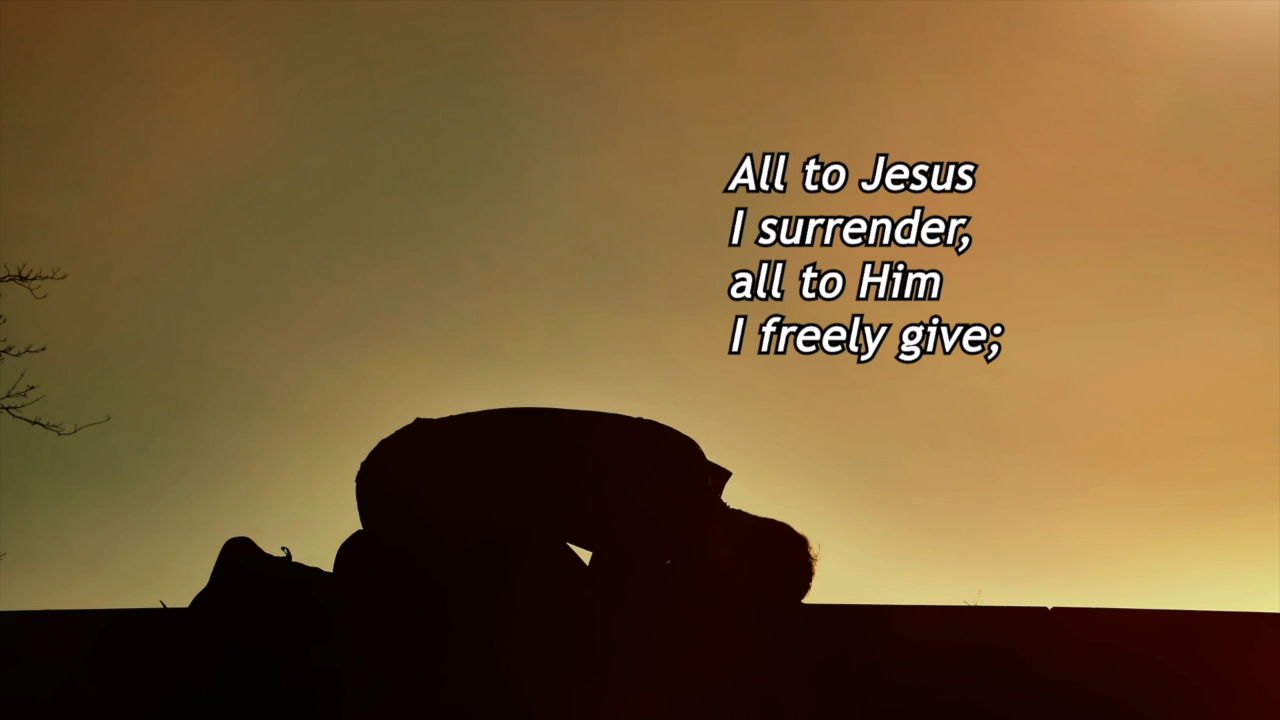 All to Jesus
I surrender,
all to Him
I freely give;